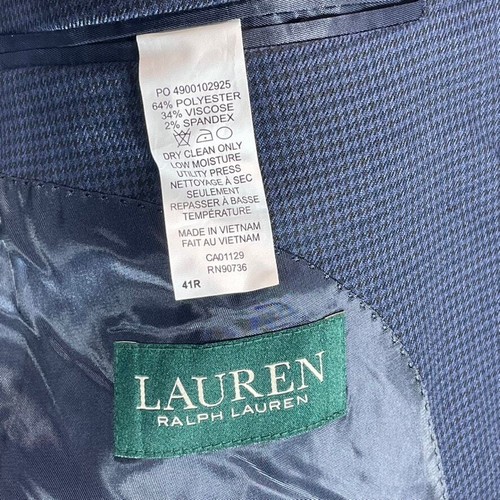 PO 4900102925
64% POLYESTER
34% VISCOSE
2% SPANDEX
DRY CLEAN ONLY
LOW MOISTURE
UTILITY PRESS
NETTOYAGE À SEC
SEULEMENT
REPASSER À BASSE
TEMPÉRATURE
MADE IN VIETNAM
FAIT AU VIETNAM
CA01129
RN90736
41R
LAUREN
RALPH LAUREN